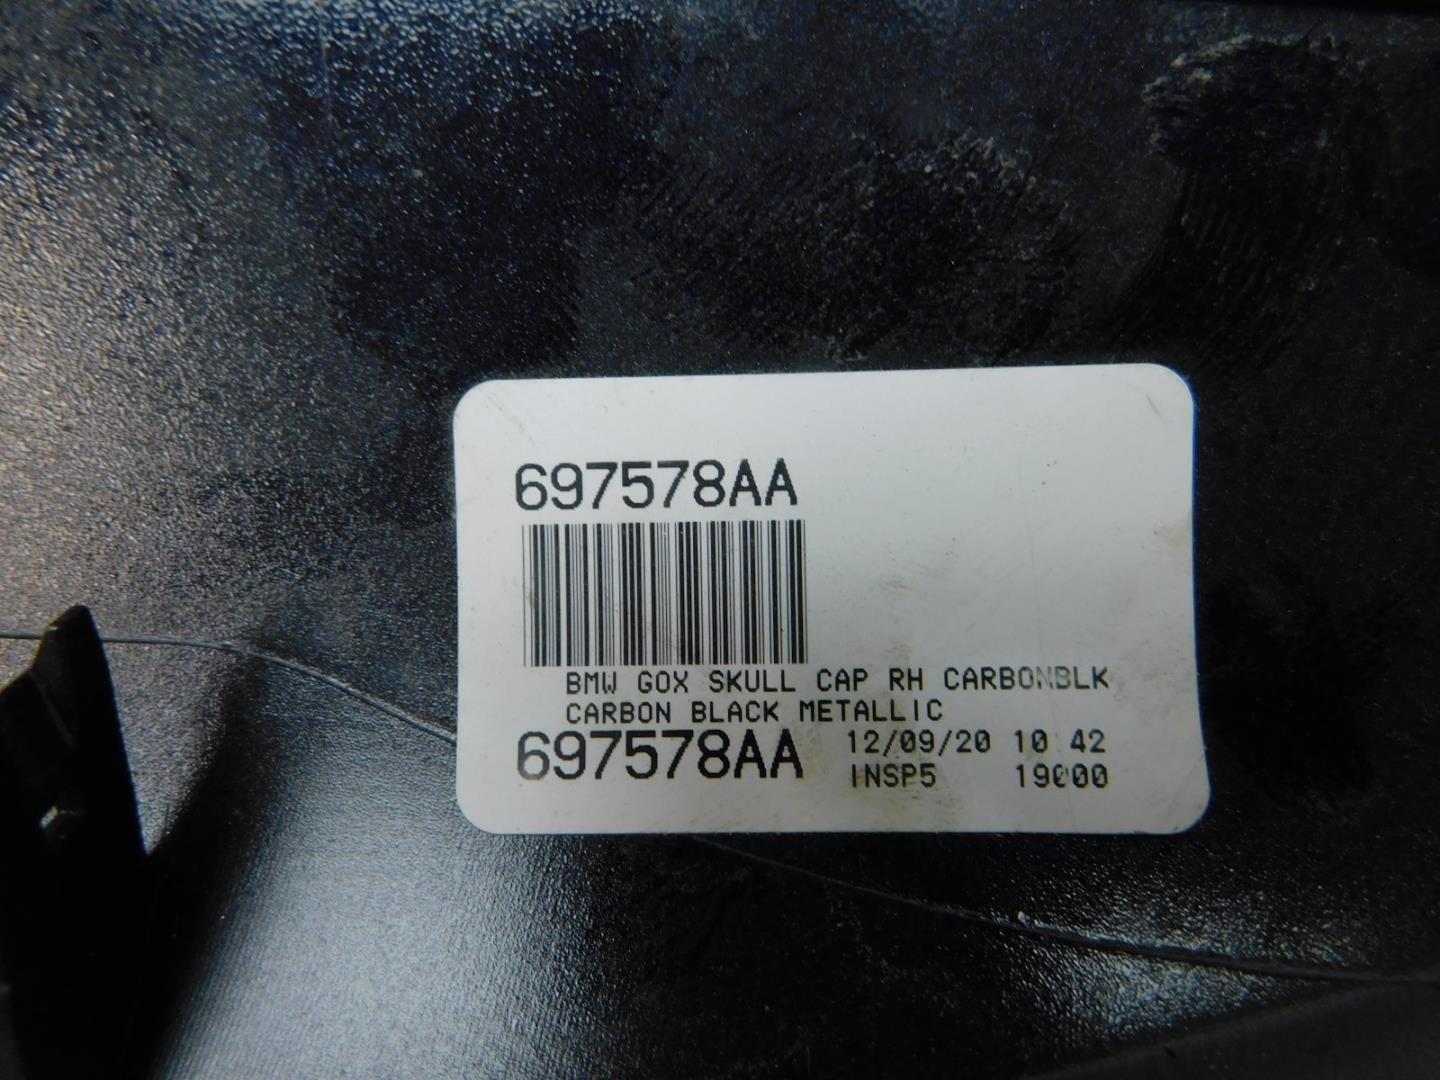 697578AA
BMW GOX SKULL CAP RH CARBONBLK
CARBON BLACK METALLIC
697578AA 12/09/20 10 42
INSP5 19000